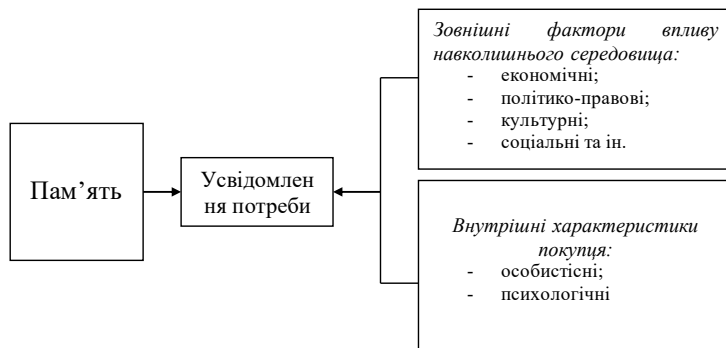 Пам’ять
Усвідомлен
ня потреби
Зовнішні фактори впливу
навколишнього середовища:
- економічні;
- політико-правові;
- культурні;
- соціальні та ін.
Внутрішні характеристики
покупця:
- особистісні;
- психологічні